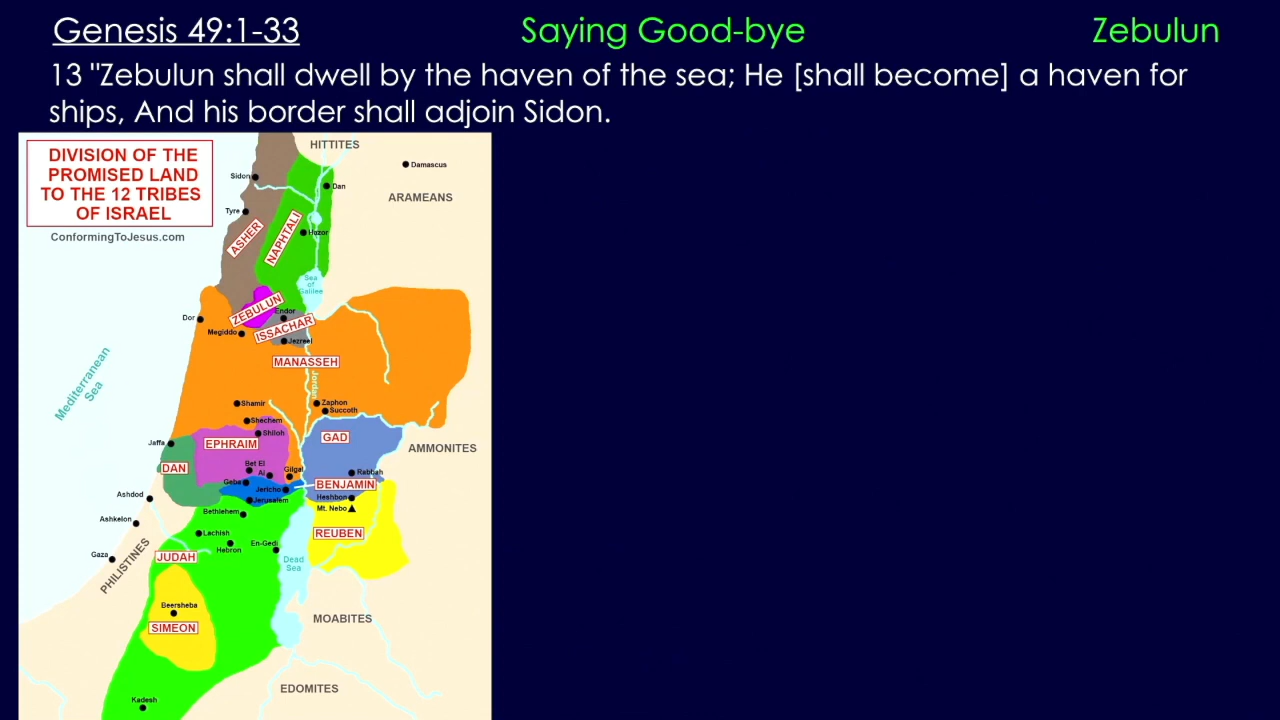 Genesis 49:1-33
Saying Good-bye
Zebulun
13 "Zebulun shall dwell by the haven of the sea; He [shall become] a haven for
ships, And his border shall adjoin Sidon.
DIVISION OF THE
PROMISED LAND
TO THE 12 TRIBES
OF ISRAEL
ConformingToJesus.com
HITTITES
Damascus
Sidon
Dan
ARAMEANS
Tyre
ASHER
NAPHTALI
Hazor
Sea
of
Galilee
ZEBULUN
Endor
Dor
Megiddo
ISSACHAR
Jezreel
MANASSEH
Mediterranean
Sea
Jordan
Shamir
Zaphon
Succoth
Shechem
Shiloh
Jaffa
EPHRAIM
GAD
AMMONITES
DAN
Bet El
Ai
Gilgal
Rabbah
Geba
Jericho
BENJAMIN
Ashdod
Jerusalem
Heshbon
Mt. Nebo
Bethlehem
Ashkelon
Lachish
REUBEN
Hebron
En-Gedi
Gaza
PHILISTINES
JUDAH
Dead
Sea
Beersheba
SIMEON
MOABITES
EDOMITES
Kadesh